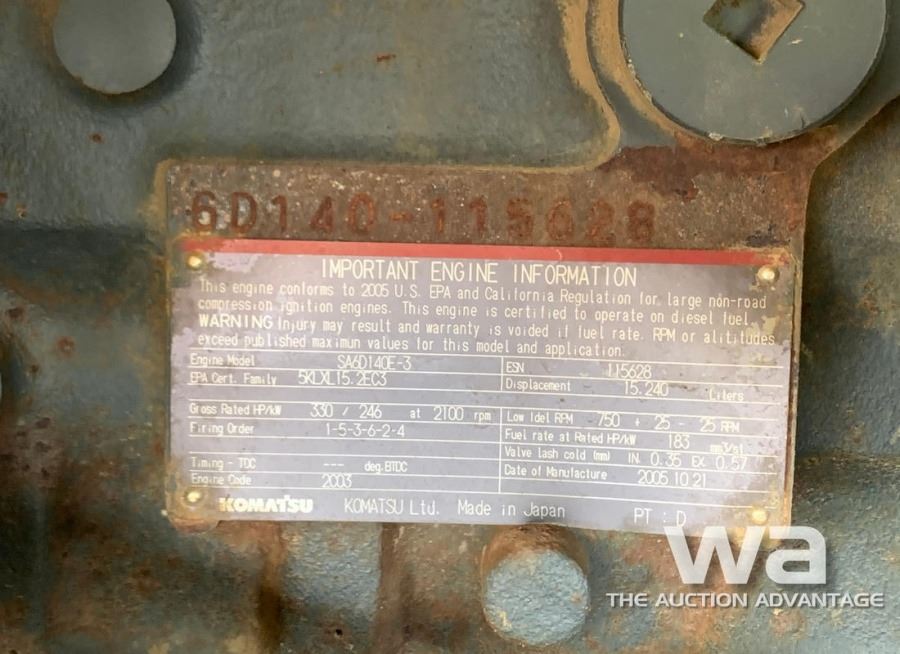 6D140-115628
IMPORTANT ENGINE INFORMATION
This engine conforms to 2005 U.S. EPA and California Regulation for large non-road
compression ignition engines. This engine is certified to operate on diesel fuel.
WARNING Injury may result and warranty is voided if fuel rate. RPM or alititudes
exceed published maximun values for this model and application.
Engine Model SA6D140E-3 ESN 115628
EPA Cert. Family 5KLXL15.2EC3 Displacement 15.240 Liters
Gross Rated HP/kW 330 / 246 at 2100 rpm Low Idel RPM 750 + 25 - 25 RPM
Firing Order 1-5-3-6-2-4 Fuel rate at Rated HP/kW 183 mm3/st
Valve lash cold (mm) IN 0.35 EX 0.57
Timing - TDC --- deg.BTDC Date of Manufacture 2005 10 21
Engine Code 2003
KOMATSU KOMATSU Ltd. Made in Japan PT : D
wa
THE AUCTION ADVANTAGE